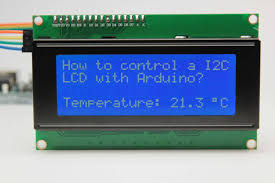 How to control a I2C
LCD with Arduino?
Temperature: 21.3 °C